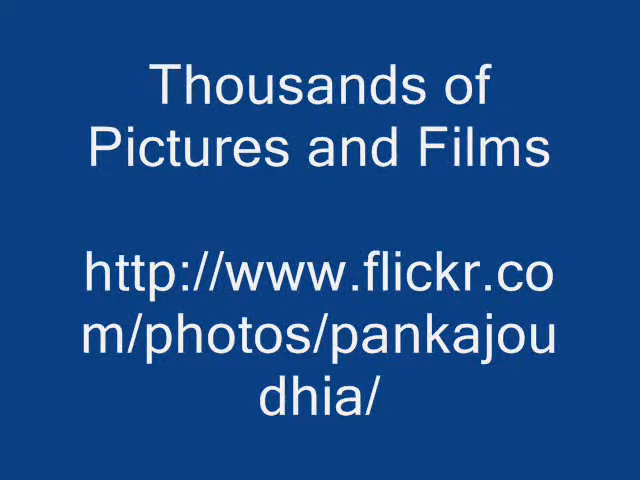 Thousands of
Pictures and Films
http://www.flickr.co
m/photos/pankajou
dhia/